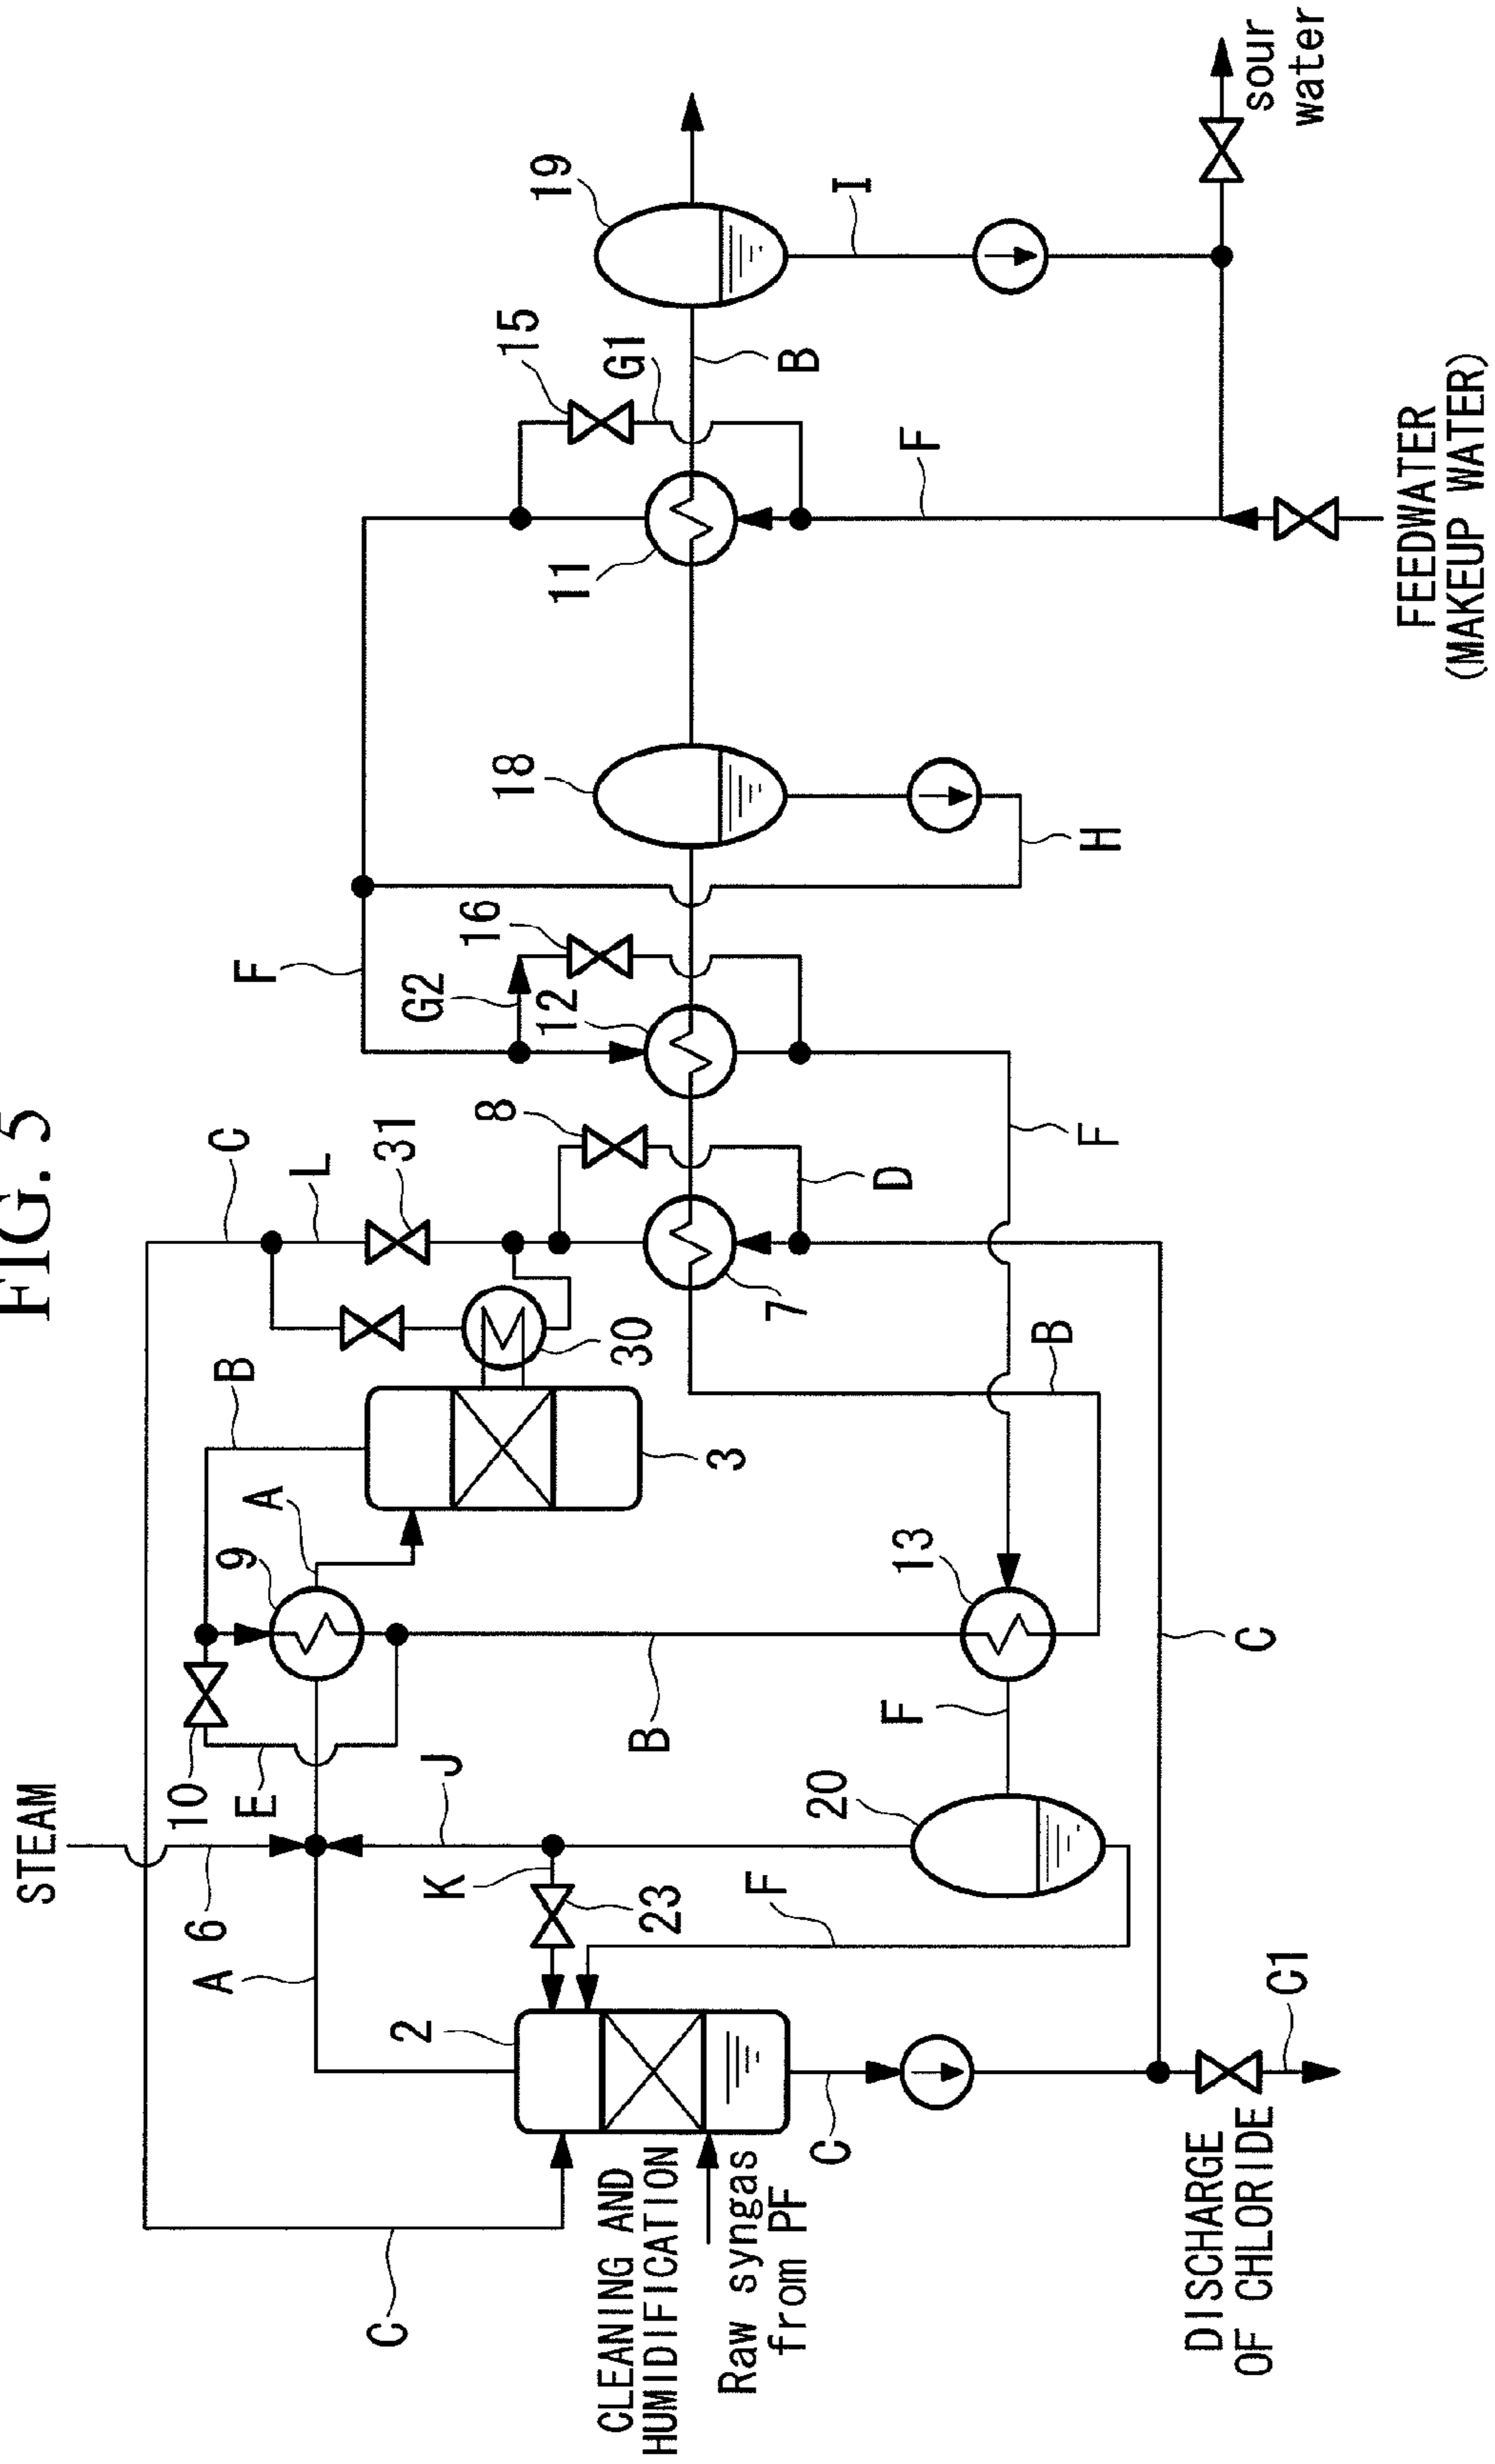 FIG. 5
STEAM
10
6
A
E
9
B
C
F
A
L
C
2
K
J
31
G2
16
8
18
15
12
11
19
CLEANING AND
HUMIDIFICATION
23
B
30
G1
Raw syngas
from PF
F
3
7
B
C
20
D
I
F
13
F
B
F
H
DISCHARGE
OF CHLORIDE
C1
C
sour
water
FEEDWATER
(MAKEUP WATER)